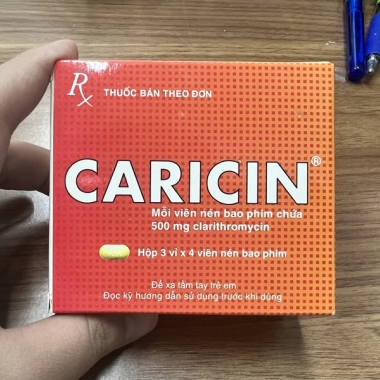 Rx THUỐC BÁN THEO ĐƠN
CARICIN®
Mỗi viên nén bao phim chứa
500 mg clarithromycin
Hộp 3 vỉ x 4 viên nén bao phim
Để xa tầm tay trẻ em
Đọc kỹ hướng dẫn sử dụng trước khi dùng